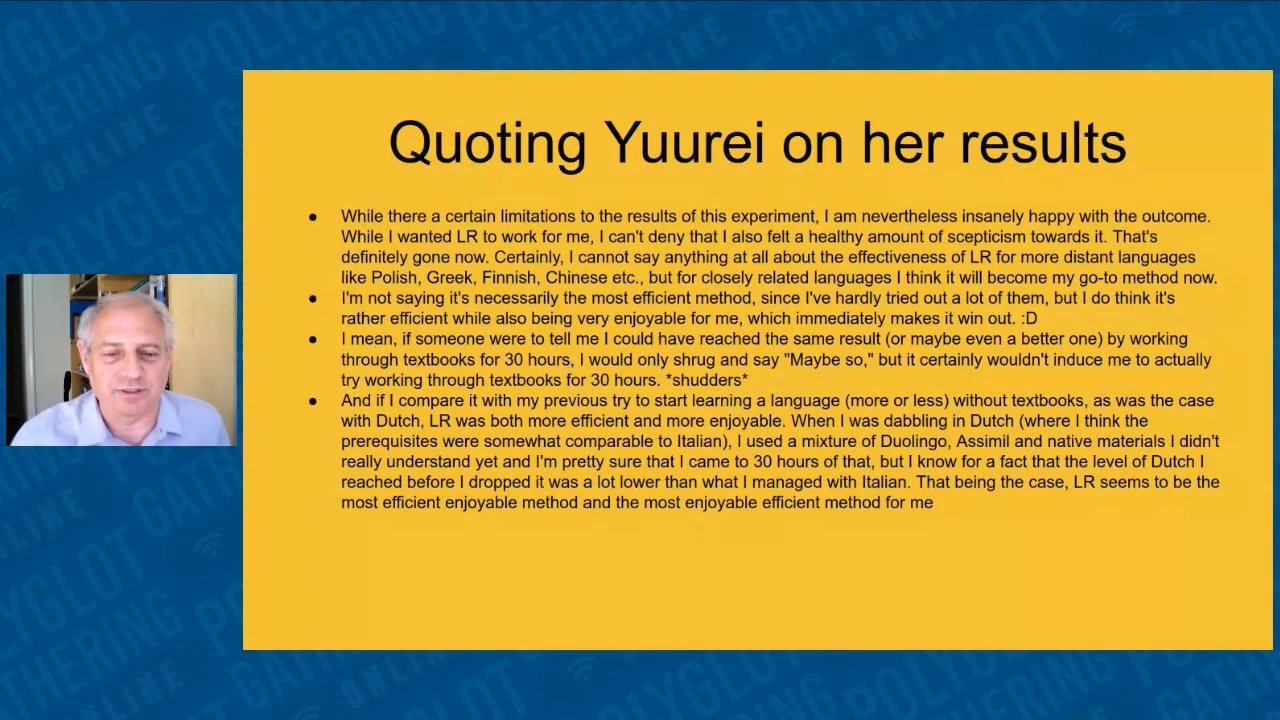 Quoting Yuurei on her results
● While there a certain limitations to the results of this experiment, I am nevertheless insanely happy with the outcome.
While I wanted LR to work for me, I can't deny that I also felt a healthy amount of scepticism towards it. That's
definitely gone now. Certainly, I cannot say anything at all about the effectiveness of LR for more distant languages
like Polish, Greek, Finnish, Chinese etc., but for closely related languages I think it will become my go-to method now.
● I'm not saying it's necessarily the most efficient method, since I've hardly tried out a lot of them, but I do think it's
rather efficient while also being very enjoyable for me, which immediately makes it win out. :D
● I mean, if someone were to tell me I could have reached the same result (or maybe even a better one) by working
through textbooks for 30 hours, I would only shrug and say "Maybe so," but it certainly wouldn't induce me to actually
try working through textbooks for 30 hours. *shudders*
● And if I compare it with my previous try to start learning a language (more or less) without textbooks, as was the case
with Dutch, LR was both more efficient and more enjoyable. When I was dabbling in Dutch (where I think the
prerequisites were somewhat comparable to Italian), I used a mixture of Duolingo, Assimil and native materials I didn't
really understand yet and I'm pretty sure that I came to 30 hours of that, but I know for a fact that the level of Dutch I
reached before I dropped it was a lot lower than what I managed with Italian. That being the case, LR seems to be the
most efficient enjoyable method and the most enjoyable efficient method for me
POLYGLOT
GATHERING
ONLINE